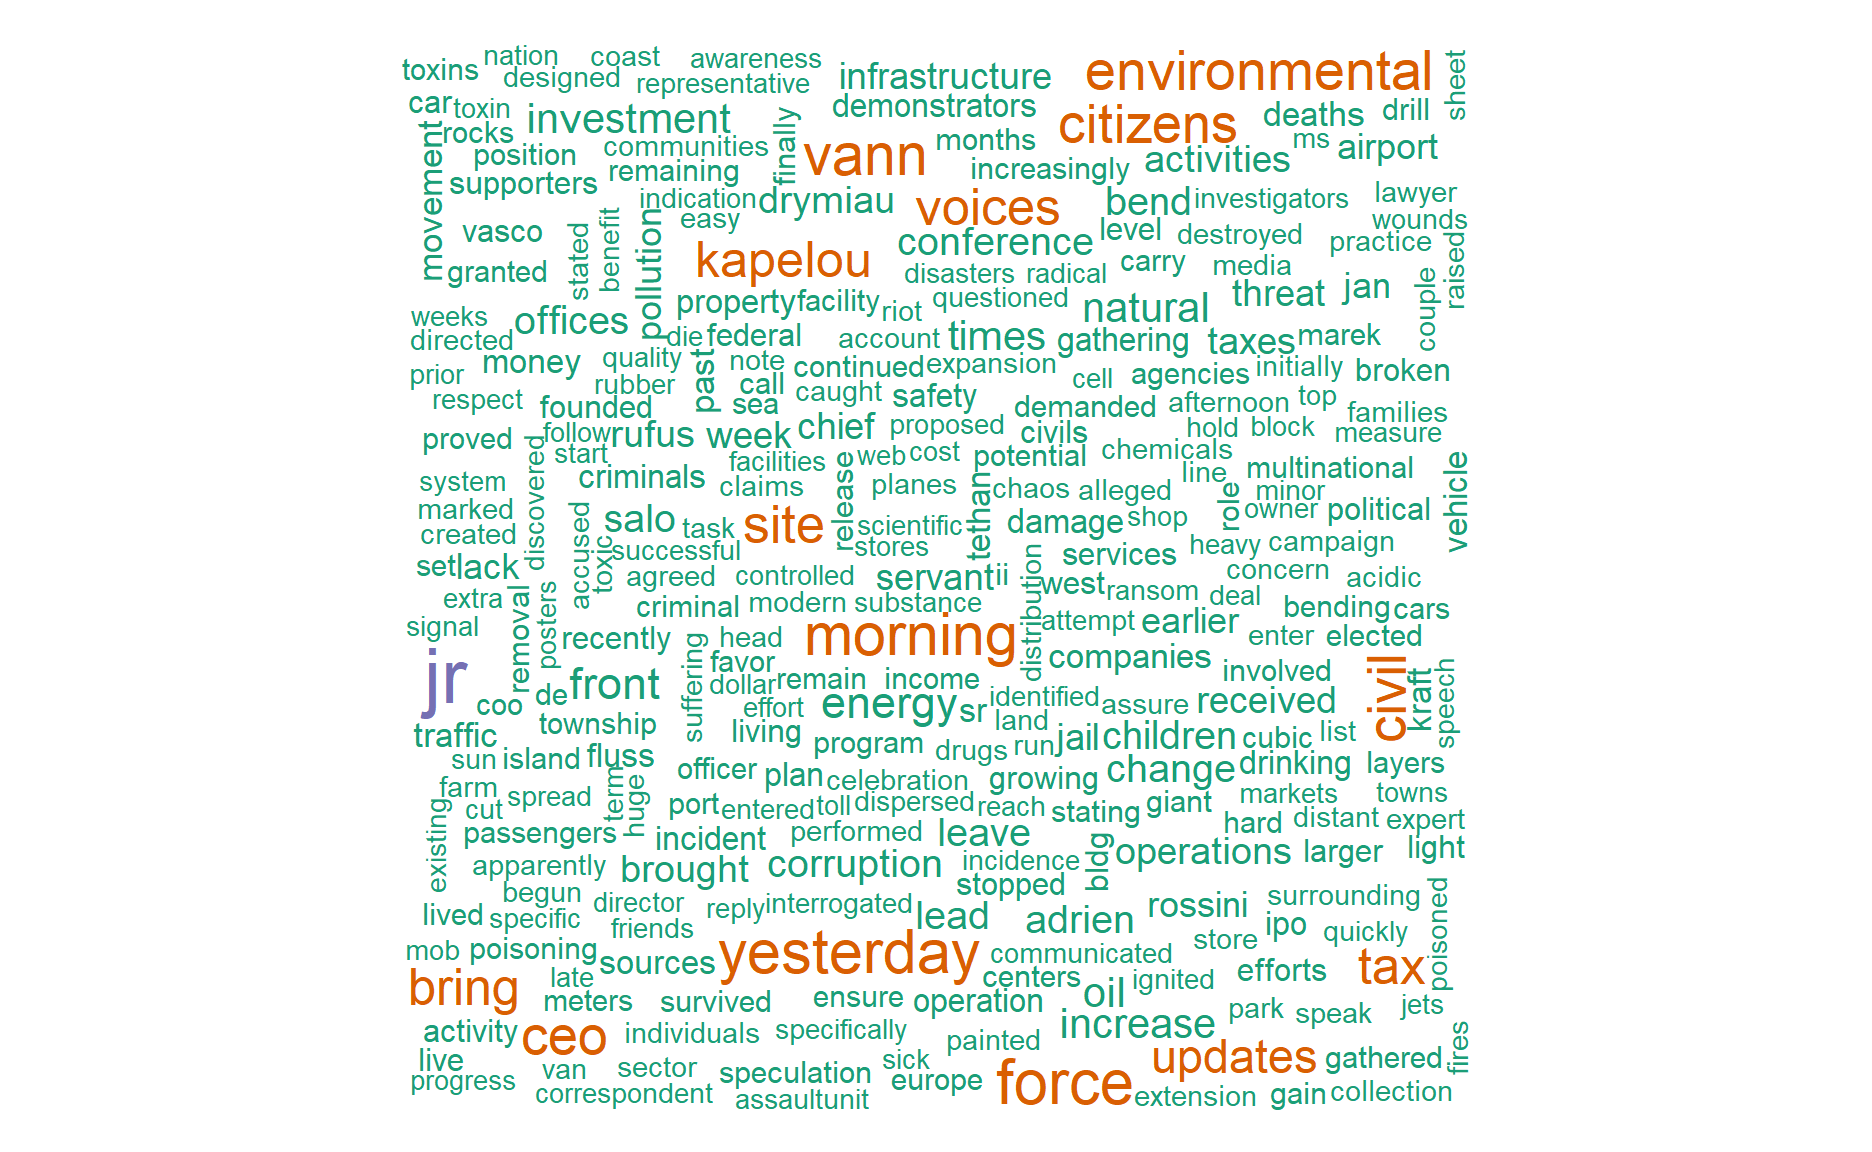 nation coast awareness environmental sheet
toxins designed representative infrastructure
car toxin investment demonstrators citizens deaths drill
movement rocks finally vann months ms airport
position communities increasingly activities
supporters remaining
indication drymiau voices bend investigators lawyer
vasco stated benefit pollution easy conference level destroyed wounds
granted kapelou disasters radical carry media practice raised
property facility riot questioned natural threat jan couple
weeks offices die federal account times gathering taxes marek
directed money quality past note continued expansion cell agencies initially broken
prior rubber call caught safety demanded afternoon top families
respect founded sea
proved follow rufus week chief proposed civils hold block measure
discovered start criminals facilities release web cost potential chemicals multinational vehicle
system claims planes tethan chaos alleged line role minor
marked accused salo task site scientific damage shop owner political
created toxic successful stores services heavy campaign
set lack agreed controlled servant ii distribution west ransom concern acidic
extra removal posters criminal modern substance deal bending cars
signal recently suffering head morning attempt earlier enter elected
jr favor companies involved civil kraft speech
coo de front dollar remain income identified assure received
township effort energy sr land
traffic living program drugs run jail children cubic list
sun island fluss term huge officer plan celebration growing change drinking layers
farm cut spread port entered toll dispersed reach stating giant markets towns
existing passengers incident performed leave bldg hard distant expert
apparently brought corruption incidence operations larger light
begun stopped
lived specific director reply interrogated lead adrien rossini surrounding poisoned
friends ipo quickly
mob poisoning sources yesterday communicated store
bring late centers ignited efforts tax
meters survived ensure operation oil park speak jets
activity ceo individuals specifically painted increase fires
live van sector speculation sick updates gathered
progress correspondent assault unit europe force extension gain collection